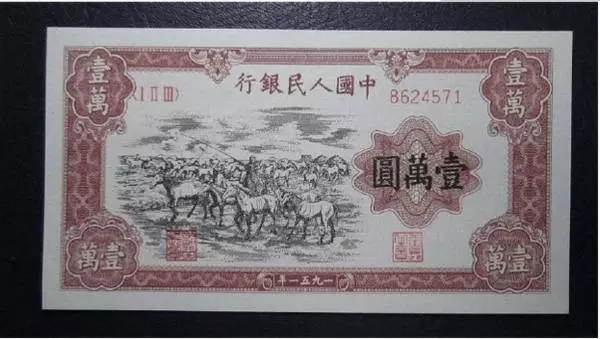 壹萬
中國人民銀行
壹萬
〈I II III〉
8624571
壹萬圓
壹萬
壹萬
一九五一年